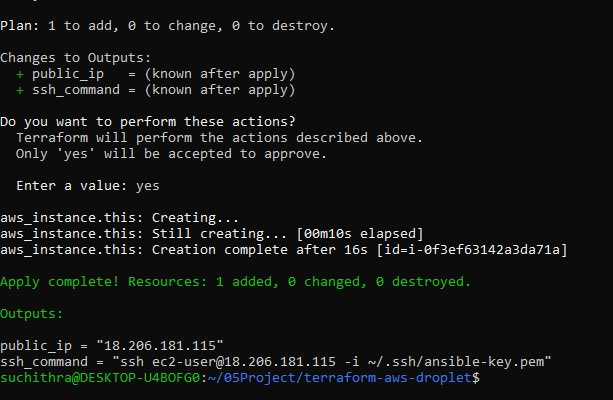 Plan: 1 to add, 0 to change, 0 to destroy.
Changes to Outputs:
+ public_ip   = (known after apply)
+ ssh_command = (known after apply)
Do you want to perform these actions?
Terraform will perform the actions described above.
Only 'yes' will be accepted to approve.
Enter a value: yes
aws_instance.this: Creating...
aws_instance.this: Still creating... [00m10s elapsed]
aws_instance.this: Creation complete after 16s [id=i-0f3ef63142a3da71a]
Apply complete! Resources: 1 added, 0 changed, 0 destroyed.
Outputs:
public_ip = "18.206.181.115"
ssh_command = "ssh ec2-user@18.206.181.115 -i ~/.ssh/ansible-key.pem"
suchithra@DESKTOP-U4BOFG0:~/05Project/terraform-aws-droplet$